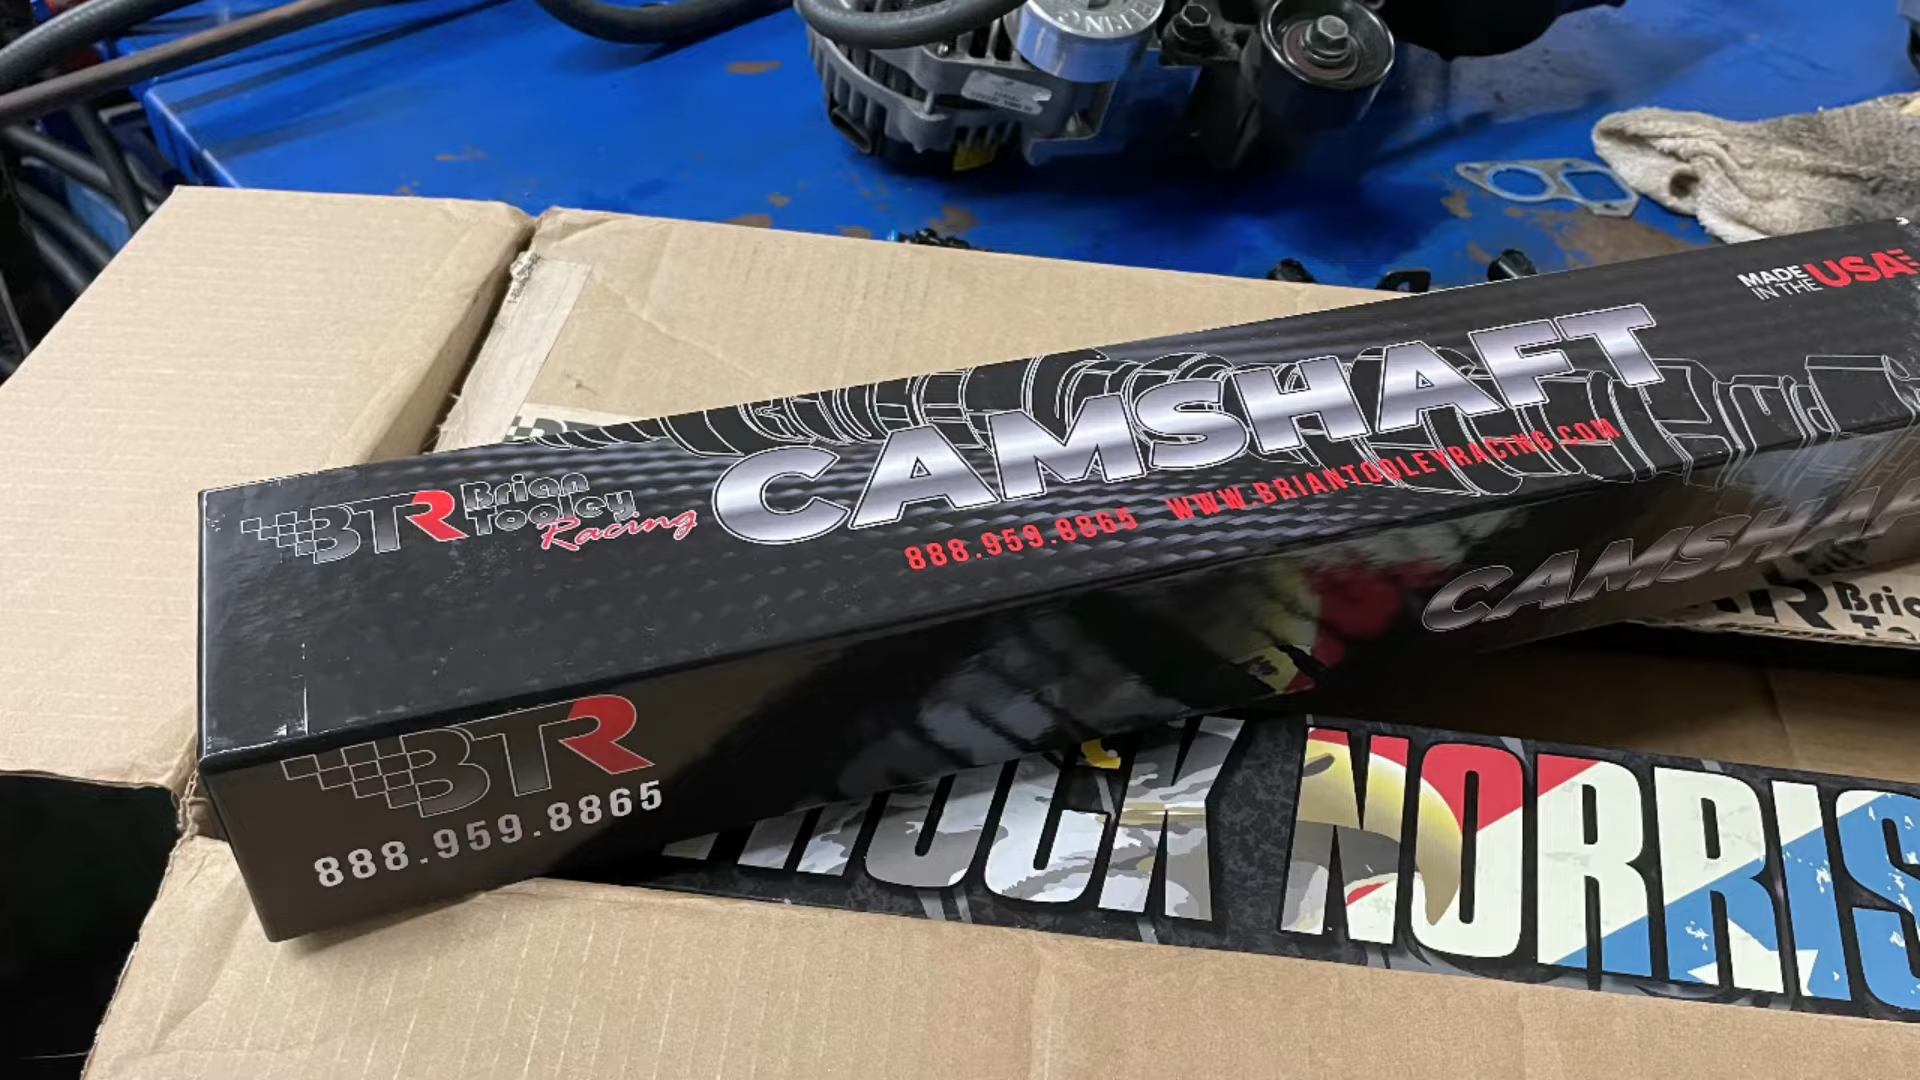 MADE
IN THE USA
CAMSHAFT
BTR Brian
Tooley
Racing
888.959.8865 WWW.BRIANTOOLEYRACING.COM
CAMSHAF
BTR
888.959.8865
NORRIS